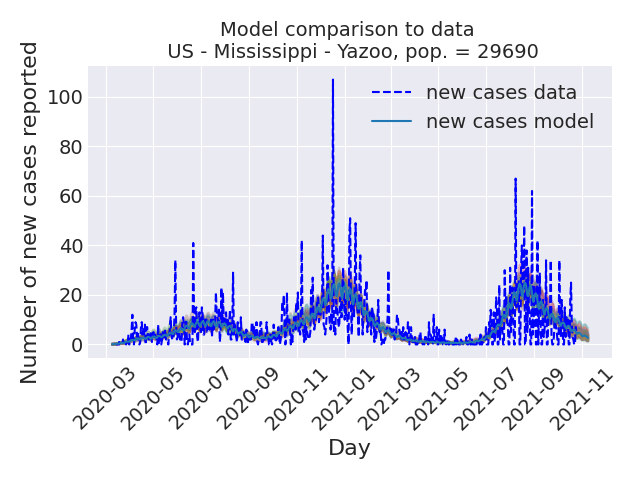 Model comparison to data
US - Mississippi - Yazoo, pop. = 29690
Number of new cases reported
100
80
60
40
20
0
new cases data
new cases model
2020-03
2020-05
2020-07
2020-09
2020-11
2021-01
2021-03
2021-05
2021-07
2021-09
2021-11
Day